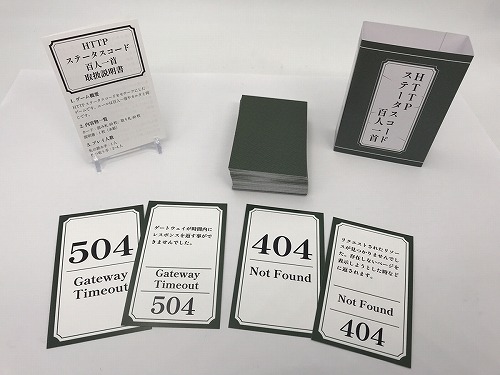 HTTP
ステータスコード
百人一首
取扱説明書
1.ゲーム概要
2.内容物一覧
3.プレイ人数
HTTP
ステータスコード
百人一首
504
Gateway
Timeout
ゲートウェイが時間内に
レスポンスを返す事がで
きませんでした。
Gateway
Timeout
504
404
Not Found
リクエストされたリソー
スが見つかりませんでし
た。存在しないページを
表示しようとした時など
に返されます。
Not Found
404